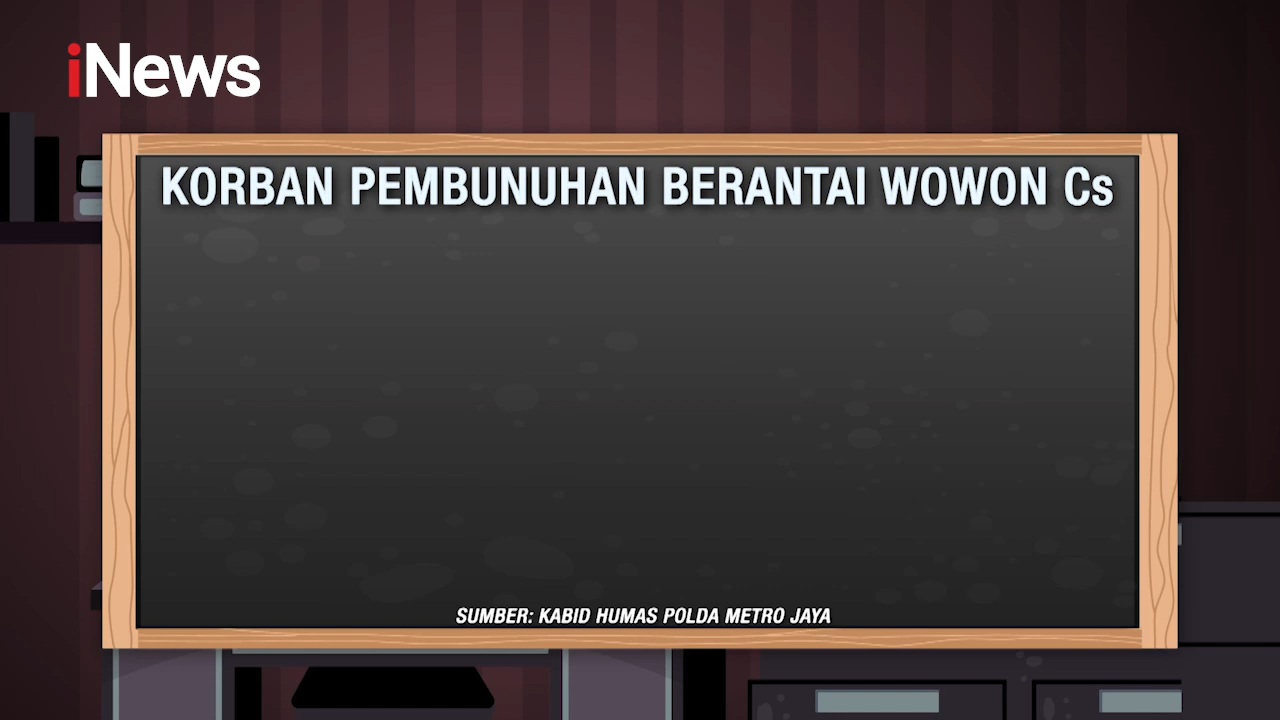 iNews
KORBAN PEMBUNUHAN BERANTAI WOWON Cs
SUMBER: KABID HUMAS POLDA METRO JAYA